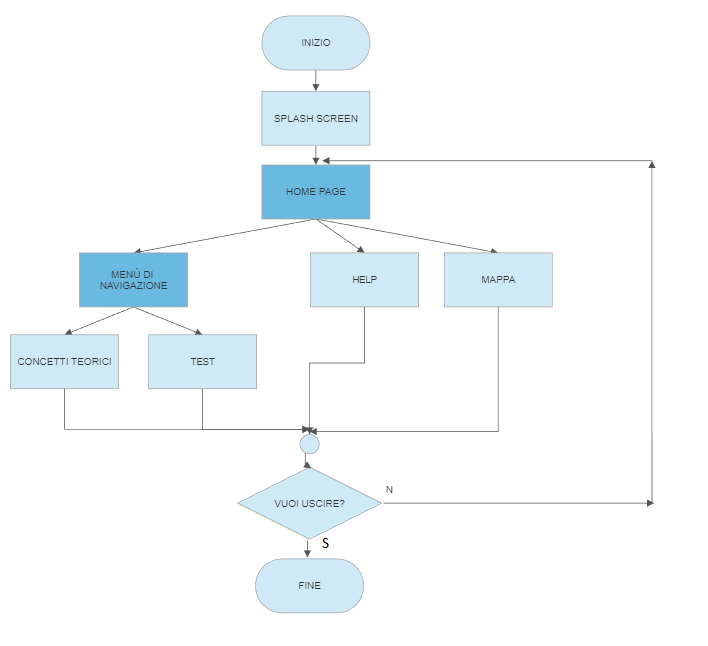 INIZIO
SPLASH SCREEN
HOME PAGE
MENÙ DI
NAVIGAZIONE
HELP
MAPPA
CONCETTI TEORICI
TEST
VUOI USCIRE?
N
S
FINE